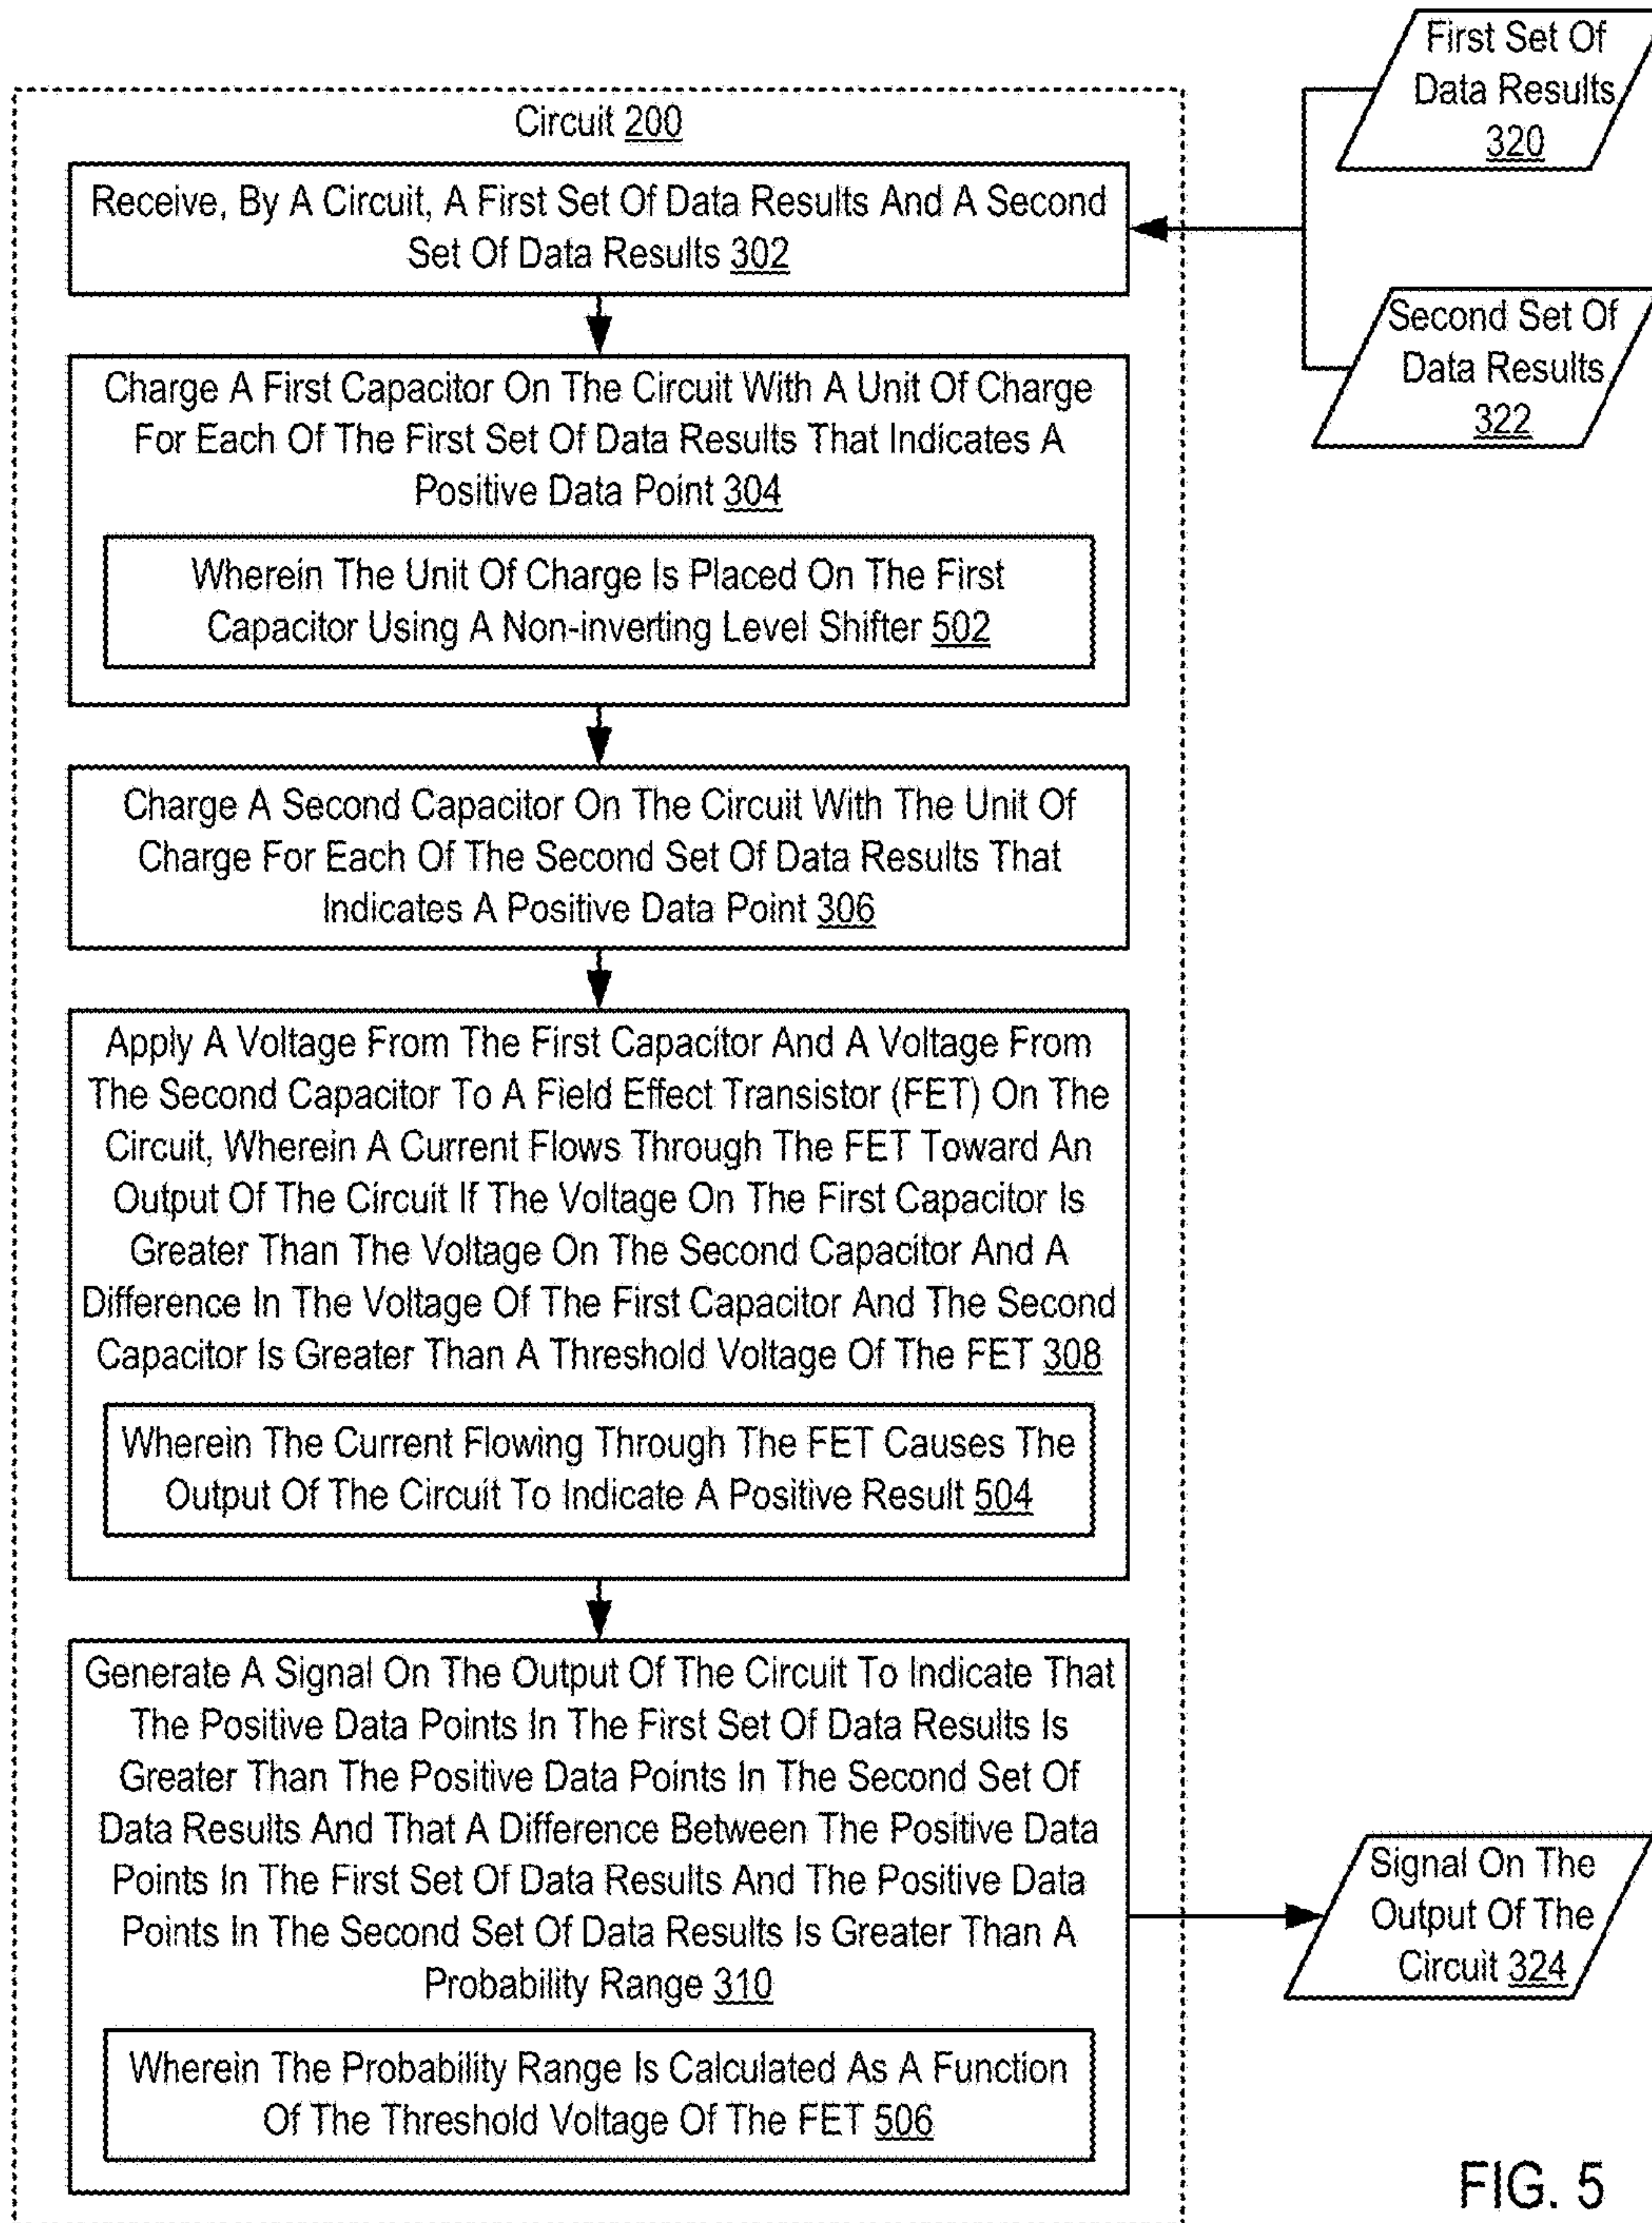 First Set Of
Data Results
320
Circuit 200
Receive, By A Circuit, A First Set Of Data Results And A Second
Set Of Data Results 302
Second Set Of
Data Results
322
Charge A First Capacitor On The Circuit With A Unit Of Charge
For Each Of The First Set Of Data Results That Indicates A
Positive Data Point 304
Wherein The Unit Of Charge Is Placed On The First
Capacitor Using A Non-inverting Level Shifter 502
Charge A Second Capacitor On The Circuit With The Unit Of
Charge For Each Of The Second Set Of Data Results That
Indicates A Positive Data Point 306
Apply A Voltage From The First Capacitor And A Voltage From
The Second Capacitor To A Field Effect Transistor (FET) On The
Circuit, Wherein A Current Flows Through The FET Toward An
Output Of The Circuit If The Voltage On The First Capacitor Is
Greater Than The Voltage On The Second Capacitor And A
Difference In The Voltage Of The First Capacitor And The Second
Capacitor Is Greater Than A Threshold Voltage Of The FET 308
Wherein The Current Flowing Through The FET Causes The
Output Of The Circuit To Indicate A Positive Result 504
Generate A Signal On The Output Of The Circuit To Indicate That
The Positive Data Points In The First Set Of Data Results Is
Greater Than The Positive Data Points In The Second Set Of
Data Results And That A Difference Between The Positive Data
Points In The First Set Of Data Results And The Positive Data
Points In The Second Set Of Data Results Is Greater Than A
Probability Range 310
Signal On The
Output Of The
Circuit 324
Wherein The Probability Range Is Calculated As A Function
Of The Threshold Voltage Of The FET 506
FIG. 5